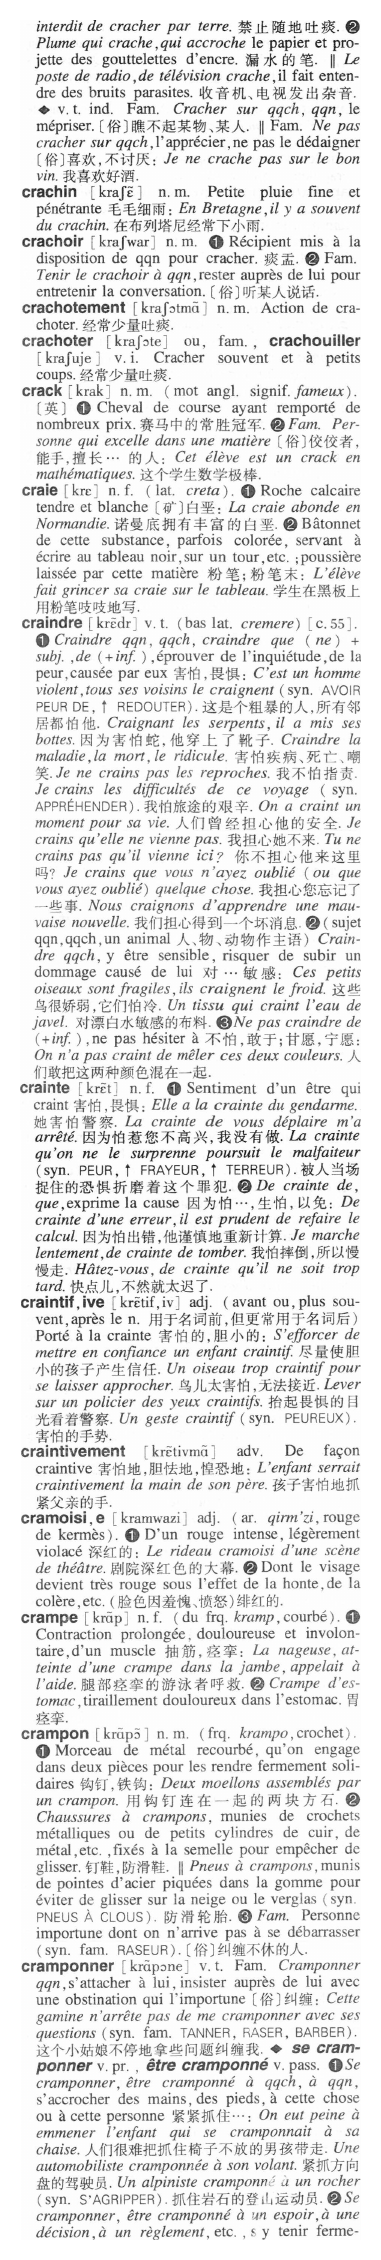 interdit de cracher par terre. 禁止随地吐痰. ❷
Plume qui crache, qui accroche le papier et pro-
jette des gouttelettes d'encre. 漏水的笔. ‖ Le
poste de radio, de télévision crache, il fait enten-
dre des bruits parasites. 收音机、电视发出杂音.
◆ v. t. ind. Fam. Cracher sur qqch, qqn, le
mépriser. [俗]瞧不起某物、某人. ‖ Fam. Ne pas
cracher sur qqch, l'apprécier, ne pas le dédaigner
[俗]喜欢,不讨厌: Je ne crache pas sur le bon
vin. 我喜欢好酒.
crachin [kraʃɛ̃] n. m. Petite pluie fine et
pénétrante 毛毛细雨: En Bretagne, il y a souvent
du crachin. 在布列塔尼经常下小雨.
crachoir [kraʃwar] n. m. ❶ Récipient mis à la
disposition de qqn pour cracher. 痰盂. ❷ Fam.
Tenir le crachoir à qqn, rester auprès de lui pour
entretenir la conversation. [俗]听某人说话.
crachotement [kraʃɔtmɑ̃] n. m. Action de cra-
choter. 经常少量吐痰.
crachoter [kraʃɔte] ou, fam., crachouiller
[kraʃuje] v. i. Cracher souvent et à petits
coups. 经常少量吐痰.
crack [krak] n. m. (mot angl. signif. fameux).
[英] ❶ Cheval de course ayant remporté de
nombreux prix. 赛马中的常胜冠军. ❷ Fam. Per-
sonne qui excelle dans une matière [俗]佼佼者,
能手,擅长… 的人: Cet élève est un crack en
mathématiques. 这个学生数学极棒.
craie [krɛ] n. f. (lat. creta). ❶ Roche calcaire
tendre et blanche [矿]白垩: La craie abonde en
Normandie. 诺曼底拥有丰富的白垩. ❷ Bâtonnet
de cette substance, parfois colorée, servant à
écrire au tableau noir, sur un tour, etc.; poussière
laissée par cette matière 粉笔;粉笔末: L'élève
fait grincer sa craie sur le tableau. 学生在黑板上
用粉笔吱吱地写.
craindre [krɛ̃dr] v. t. (bas lat. cremere) [c. 55].
❶ Craindre qqn, qqch, craindre que (ne) +
subj., de (+ inf.), éprouver de l'inquiétude, de la
peur, causée par eux 害怕,畏惧: C'est un homme
violent, tous ses voisins le craignent (syn. AVOIR
PEUR DE, ↑ REDOUTER). 这是个粗暴的人,所有邻
居都怕他. Craignant les serpents, il a mis ses
bottes. 因为害怕蛇,他穿上了靴子. Craindre la
maladie, la mort, le ridicule. 害怕疾病、死亡、嘲
笑. Je ne crains pas les reproches. 我不怕指责.
Je crains les difficultés de ce voyage (syn.
APPRÉHENDER). 我怕旅途的艰辛. On a craint un
moment pour sa vie. 人们曾经担心他的安全. Je
crains qu'elle ne vienne pas. 我担心她不来. Tu ne
crains pas qu'il vienne ici? 你不担心他来这里
吗? Je crains que vous n'ayez oublié (ou que
vous ayez oublié) quelque chose. 我担心您忘记了
一些事. Nous craignons d'apprendre une mau-
vaise nouvelle. 我们担心得到一个坏消息. ❷ (sujet
qqn, qqch, un animal 人、物、动物作主语) Crain-
dre qqch, y être sensible, risquer de subir un
dommage causé de lui 对 … 敏感: Ces petits
oiseaux sont fragiles, ils craignent le froid. 这些
鸟很娇弱,它们怕冷. Un tissu qui craint l'eau de
javel. 对漂白水敏感的布料. ❸ Ne pas craindre de
(+ inf.), ne pas hésiter à 不怕,敢于;甘愿,宁愿:
On n'a pas craint de mêler ces deux couleurs. 人
们敢把这两种颜色混在一起.
crainte [krɛ̃t] n. f. ❶ Sentiment d'un être qui
craint 害怕,畏惧: Elle a la crainte du gendarme.
她害怕警察. La crainte de vous déplaire m'a
arrêté. 因为怕惹您不高兴,我没有做. La crainte
qu'on ne le surprenne poursuit le malfaiteur
(syn. PEUR, ↑ FRAYEUR, ↑ TERREUR). 被人当场
捉住的恐惧折磨着这个罪犯. ❷ De crainte de,
que, exprime la cause 因为怕…,生怕,以免: De
crainte d'une erreur, il est prudent de refaire le
calcul. 因为怕出错,他谨慎地重新计算. Je marche
lentement, de crainte de tomber. 我怕摔倒,所以慢
慢走. Hâtez-vous, de crainte qu'il ne soit trop
tard. 快点儿,不然就太迟了.
craintif, ive [krɛ̃tif, iv] adj. (avant ou, plus sou-
vent, après le n. 用于名词前,但更常用于名词后)
Porté à la crainte 害怕的,胆小的: S'efforcer de
mettre en confiance un enfant craintif. 尽量使胆
小的孩子产生信任. Un oiseau trop craintif pour
se laisser approcher. 鸟儿太害怕,无法接近. Lever
sur un policier des yeux craintifs. 抬起畏惧的目
光看着警察. Un geste craintif (syn. PEUREUX).
害怕的手势.
craintivement [krɛ̃tivmɑ̃] adv. De façon
craintive 害怕地,胆怯地,惶恐地: L'enfant serrait
craintivement la main de son père. 孩子害怕地抓
紧父亲的手.
cramoisi, e [kramwazi] adj. (ar. qirm'zi, rouge
de kermès). ❶ D'un rouge intense, légèrement
violacé 深红的: Le rideau cramoisi d'une scène
de théâtre. 剧院深红色的大幕. ❷ Dont le visage
devient très rouge sous l'effet de la honte, de la
colère, etc. (脸色因羞愧、愤怒)绯红的.
crampe [krɑ̃p] n. f. (du frq. kramp, courbé). ❶
Contraction prolongée, douloureuse et involon-
taire, d'un muscle 抽筋,痉挛: La nageuse, at-
teinte d'une crampe dans la jambe, appelait à
l'aide. 腿部痉挛的游泳者呼救. ❷ Crampe d'es-
tomac, tiraillement douloureux dans l'estomac. 胃
痉挛.
crampon [krɑ̃pɔ̃] n. m. (frq. krampo, crochet).
❶ Morceau de métal recourbé, qu'on engage
dans deux pièces pour les rendre fermement soli-
daires 钩钉,铁钩: Deux moellons assemblés par
un crampon. 用钩钉连在一起的两块方石. ❷
Chaussures à crampons, munies de crochets
métalliques ou de petits cylindres de cuir, de
métal, etc., fixés à la semelle pour empêcher de
glisser. 钉鞋,防滑鞋. ‖ Pneus à crampons, munis
de pointes d'acier piquées dans la gomme pour
éviter de glisser sur la neige ou le verglas (syn.
PNEUS À CLOUS). 防滑轮胎. ❸ Fam. Personne
importune dont on n'arrive pas à se débarrasser
(syn. fam. RASEUR). [俗]纠缠不休的人.
cramponner [krɑ̃pɔne] v. t. Fam. Cramponner
qqn, s'attacher à lui, insister auprès de lui avec
une obstination qui l'importune [俗]纠缠: Cette
gamine n'arrête pas de me cramponner avec ses
questions (syn. fam. TANNER, RASER, BARBER).
这个小姑娘不停地拿些问题纠缠我. ◆ se cram-
ponner v. pr., être cramponné v. pass. ❶ Se
cramponner, être cramponné à qqch, à qqn,
s'accrocher des mains, des pieds, à cette chose
ou à cette personne 紧紧抓住…: On eut peine à
emmener l'enfant qui se cramponnait à sa
chaise. 人们很难把抓住椅子不放的男孩带走. Une
automobiliste cramponnée à son volant. 紧抓方向
盘的驾驶员. Un alpiniste cramponné à un rocher
(syn. S'AGRIPPER). 抓住岩石的登山运动员. ❷ Se
cramponner, être cramponné à un espoir, à une
décision, à un règlement, etc., s'y tenir ferme-